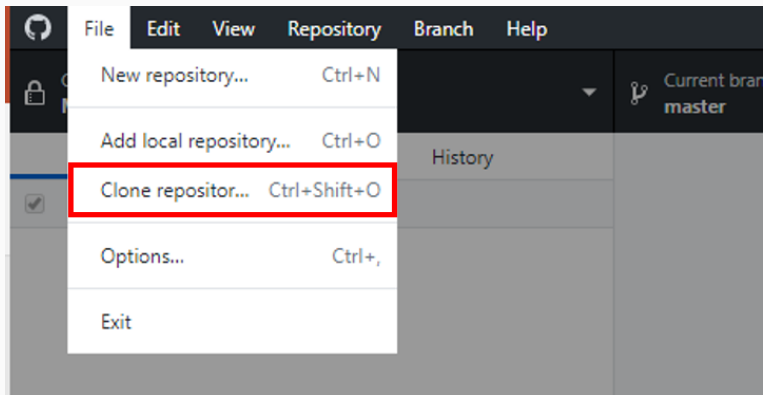 File Edit View Repository Branch Help
New repository... Ctrl+N
Current bran
master
Add local repository... Ctrl+O
History
Clone repositor... Ctrl+Shift+O
Options... Ctrl+,
Exit